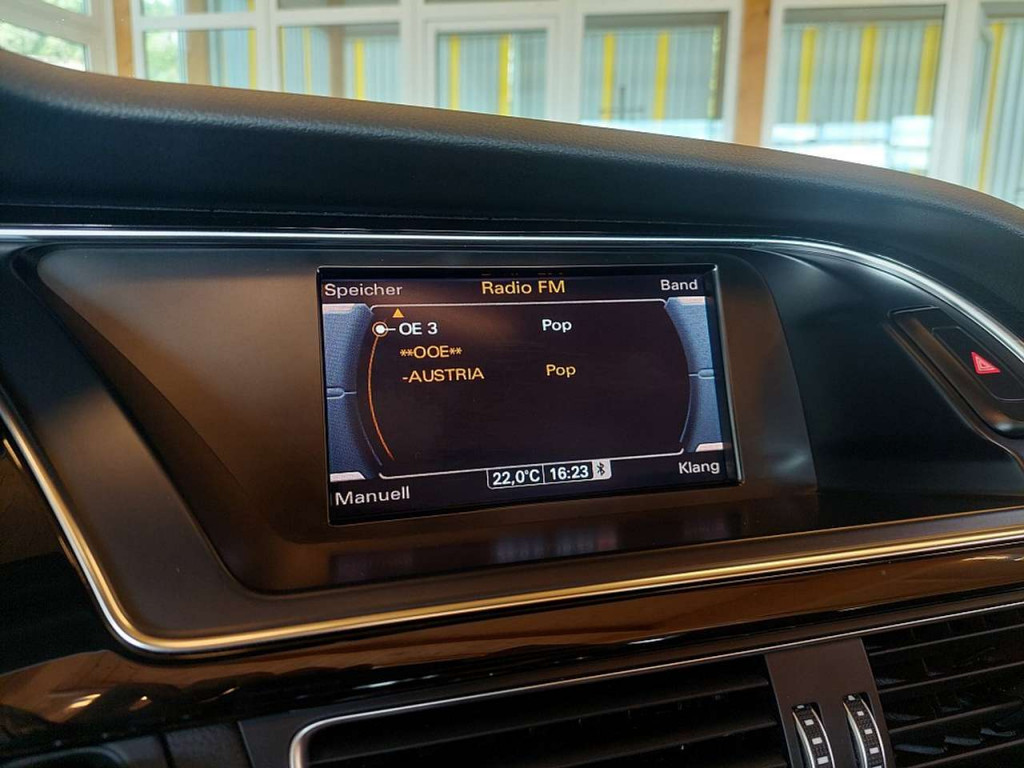 Speicher Radio FM Band
OE 3 Pop
**OOE**
-AUSTRIA Pop
22,0°C 16:23
Manuell Klang